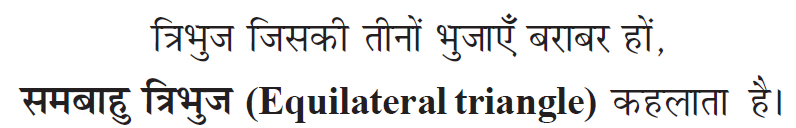 त्रिभुज जिसकी तीनों भुजाएँ बराबर हों,
समबाहु त्रिभुज (Equilateral triangle) कहलाता है।